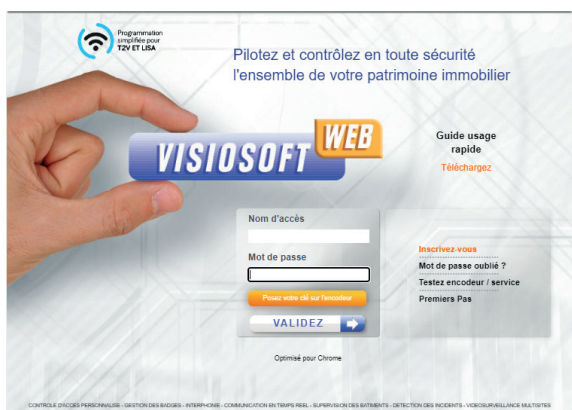 Programmation
simplifiée pour
T2V ET LISA
Pilotez et contrôlez en toute sécurité
l'ensemble de votre patrimoine immobilier
VISIOSOFT WEB
Guide usage
rapide
Téléchargez
Nom d'accès
Mot de passe
Posez votre clé sur l'encodeur
VALIDEZ
Inscrivez-vous
Mot de passe oublié ?
Testez encodeur / service
Premiers Pas
Optimisé pour Chrome
CONTROLE D'ACCES PERSONNALISE - GESTION DES BADGES - INTERPHONIE - COMMUNICATION EN TEMPS REEL - SUPERVISION DES BATIMENTS - DETECTION DES INCIDENTS - VIDEOSURVEILLANCE MULTISITES